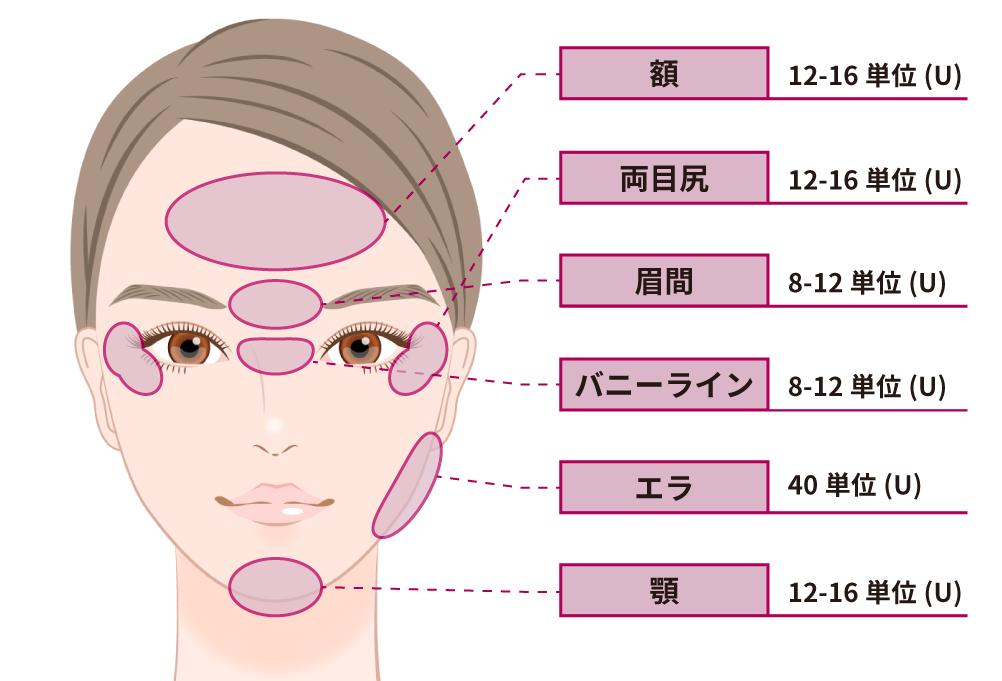 額 12-16 単位 (U)
両目尻 12-16 単位 (U)
眉間 8-12 単位 (U)
バニーライン 8-12 単位 (U)
エラ 40 単位 (U)
顎 12-16 単位 (U)